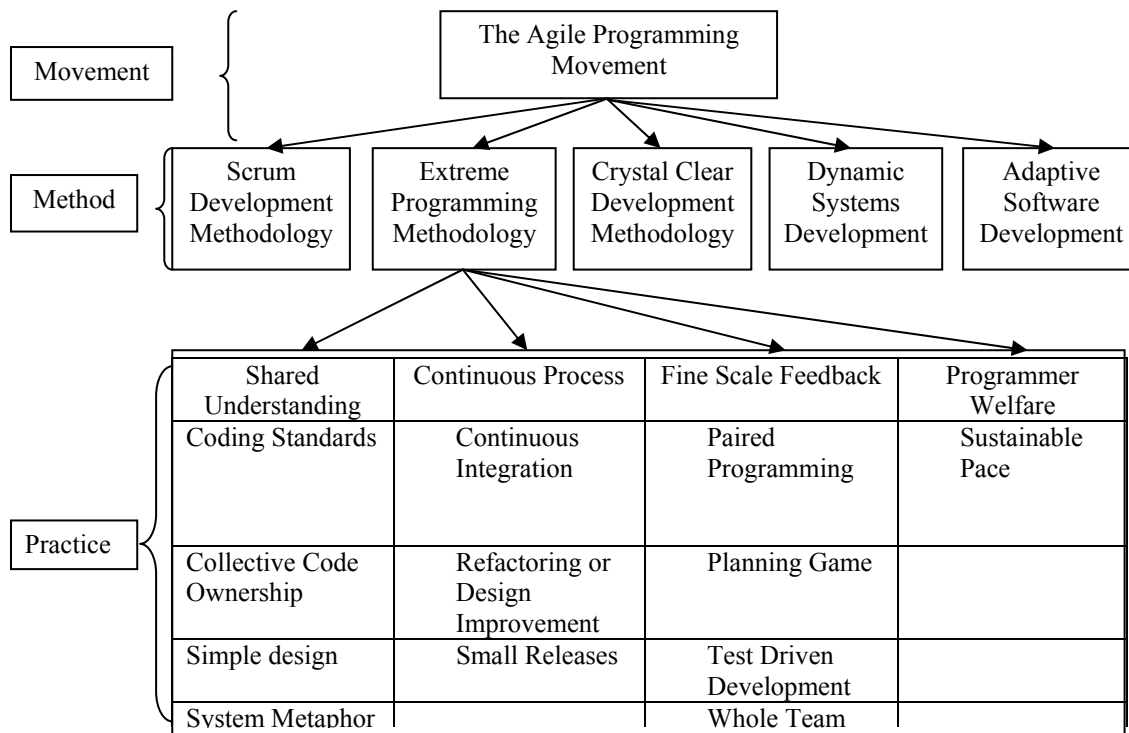 The Agile Programming
Movement
Movement
Method
Scrum
Development
Methodology
Extreme
Programming
Methodology
Crystal Clear
Development
Methodology
Dynamic
Systems
Development
Adaptive
Software
Development
Practice
Shared
Understanding
Continuous Process
Fine Scale Feedback
Programmer
Welfare
Coding Standards
Continuous
Integration
Paired
Programming
Sustainable
Pace
Collective Code
Ownership
Refactoring or
Design
Improvement
Planning Game
Simple design
Small Releases
Test Driven
Development
System Metaphor
Whole Team